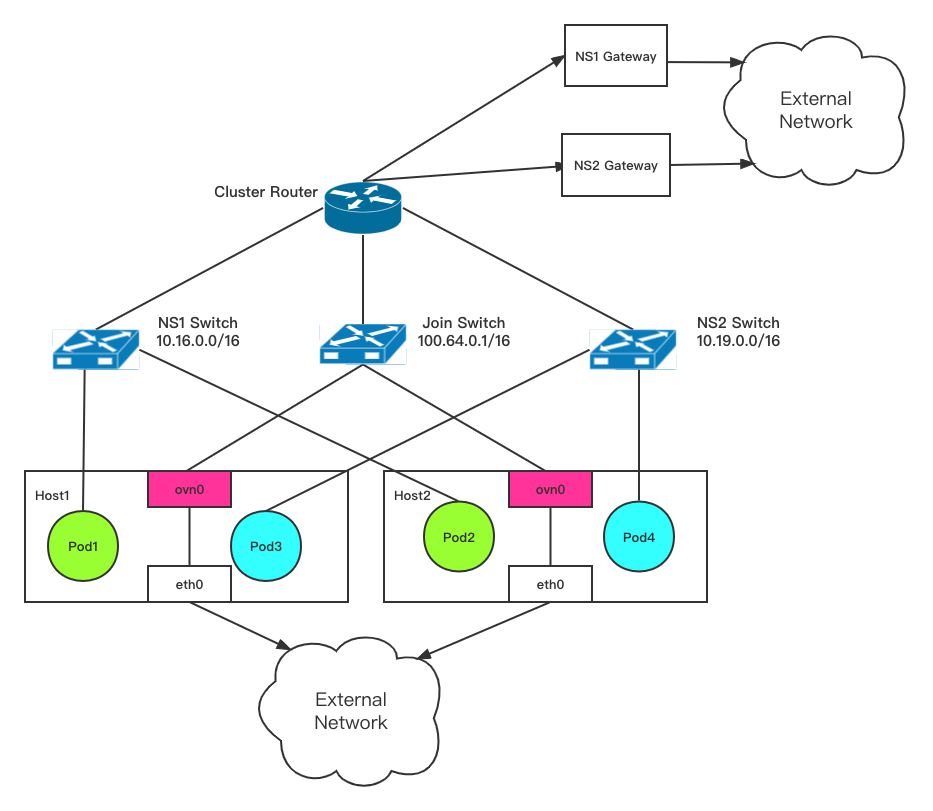 NS1 Gateway
External
Network
NS2 Gateway
Cluster Router
NS1 Switch
10.16.0.0/16
Join Switch
100.64.0.1/16
NS2 Switch
10.19.0.0/16
Host1
ovn0
Pod1
Pod3
eth0
Host2
ovn0
Pod2
Pod4
eth0
External
Network